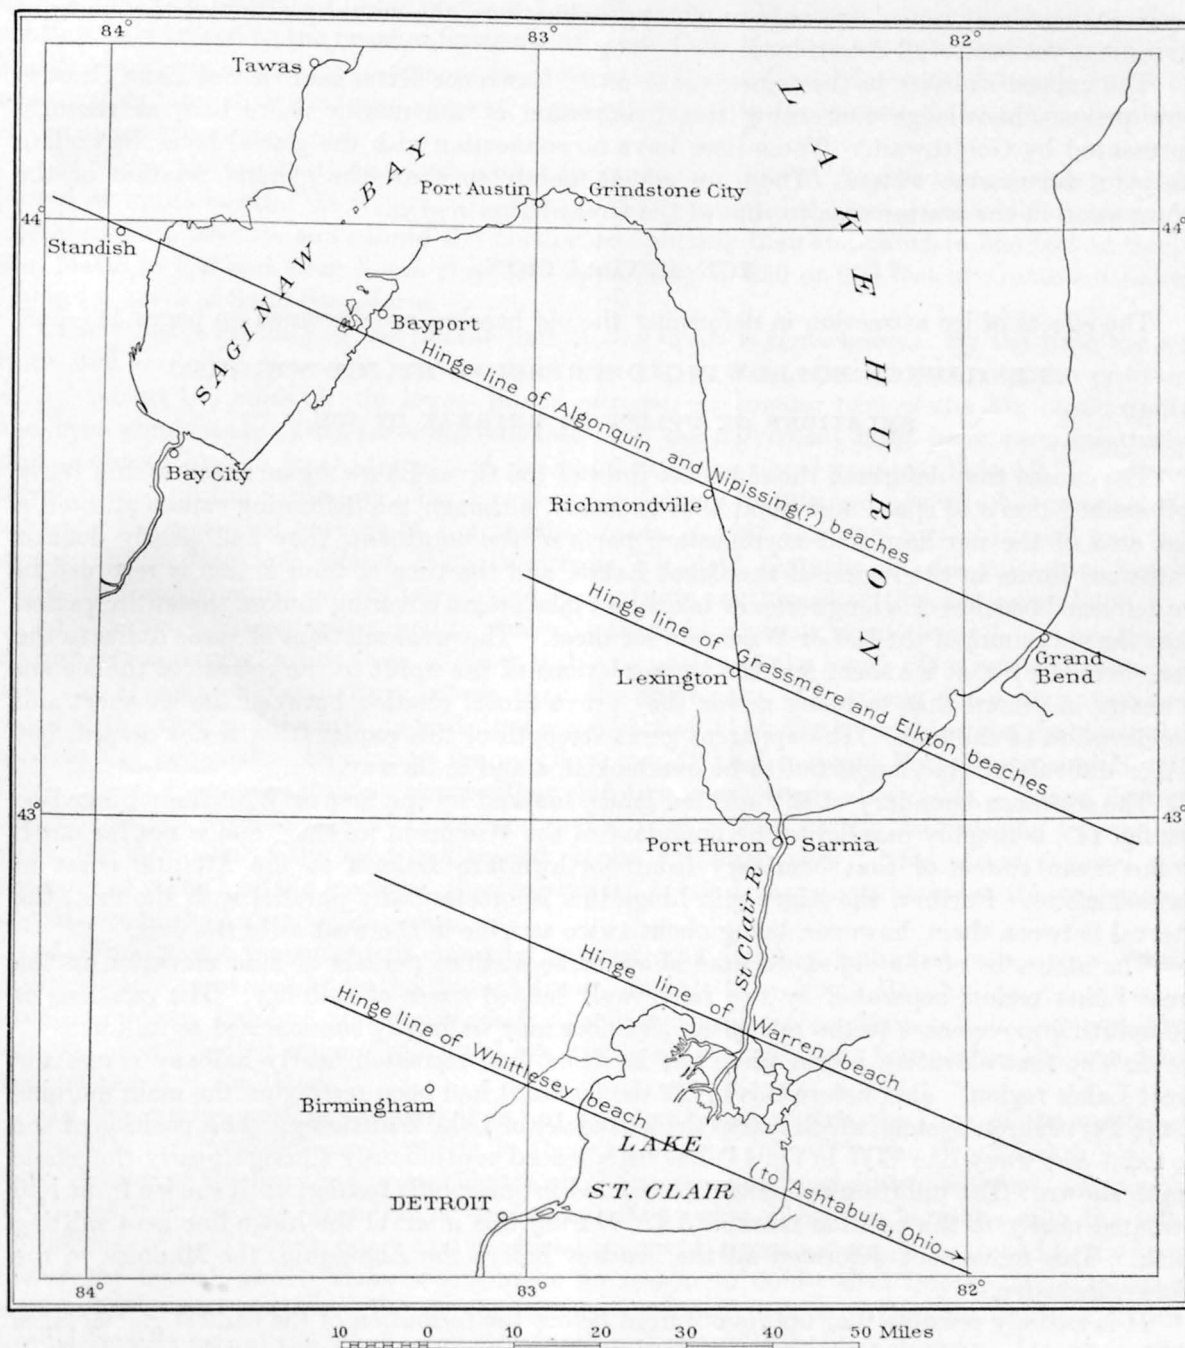 84°
83°
82°
Tawas
LAKE HURON
SAGINAW BAY
Port Austin
Grindstone City
44°
44°
Standish
Bayport
Hinge line of Algonquin and Nipissing(?) beaches
Bay City
Richmondville
Hinge line of Grassmere and Elkton beaches
Grand
Bend
Lexington
43°
43°
Port Huron
Sarnia
St Clair R
Hinge line of Warren beach
Hinge line of Whittlesey beach (to Ashtabula, Ohio
Birmingham
LAKE
ST. CLAIR
DETROIT
84°
83°
82°
10 0 10 20 30 40 50 Miles